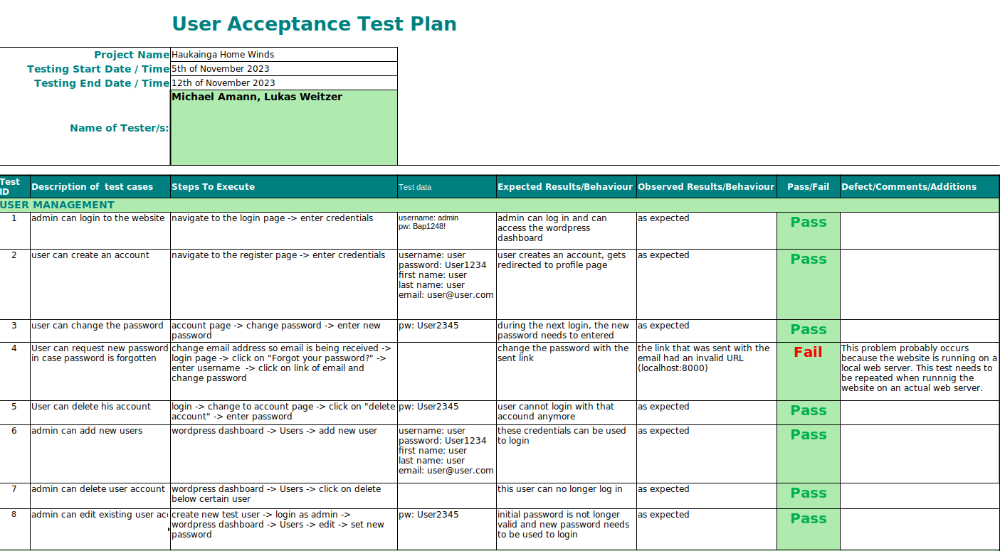 User Acceptance Test Plan
Project Name Haukainga Home Winds
Testing Start Date / Time 5th of November 2023
Testing End Date / Time 12th of November 2023
Michael Amann, Lukas Weitzer
Name of Tester/s:
Test
ID
Description of test cases
Steps To Execute
Test data
Expected Results/Behaviour
Observed Results/Behaviour
Pass/Fail
Defect/Comments/Additions
USER MANAGEMENT
1
admin can login to the website
navigate to the login page -> enter credentials
username: admin
pw: Bap1248!
admin can log in and can
access the wordpress
dashboard
as expected
Pass
2
user can create an account
navigate to the register page -> enter credentials
username: user
password: User1234
first name: user
last name: user
email: user@user.com
user creates an account, gets
redirected to profile page
as expected
Pass
3
user can change the password
account page -> change password -> enter new
password
pw: User2345
during the next login, the new
password needs to entered
as expected
Pass
4
User can request new password
in case password is forgotten
change email address so email is being received ->
login page -> click on "Forgot your password?" ->
enter username -> click on link of email and
change password
change the password with the
sent link
the link that was sent with the
email had an invalid URL
(localhost:8000)
Fail
This problem probably occurs
because the website is running on a
local web server. This test needs to
be repeated when runnnig the
website on an actual web server.
5
User can delete his account
login -> change to account page -> click on "delete
account" -> enter password
pw: User2345
user cannot login with that
accound anymore
as expected
Pass
6
admin can add new users
wordpress dashboard -> Users -> add new user
username: user
password: User1234
first name: user
last name: user
email: user@user.com
these credentials can be used
to login
as expected
Pass
7
admin can delete user account
wordpress dashboard -> Users -> click on delete
below certain user
this user can no longer log in
as expected
Pass
8
admin can edit existing user acc
create new test user -> login as admin ->
wordpress dashboard -> Users -> edit -> set new
password
pw: User2345
initial password is not longer
valid and new password needs
to be used to login
as expected
Pass